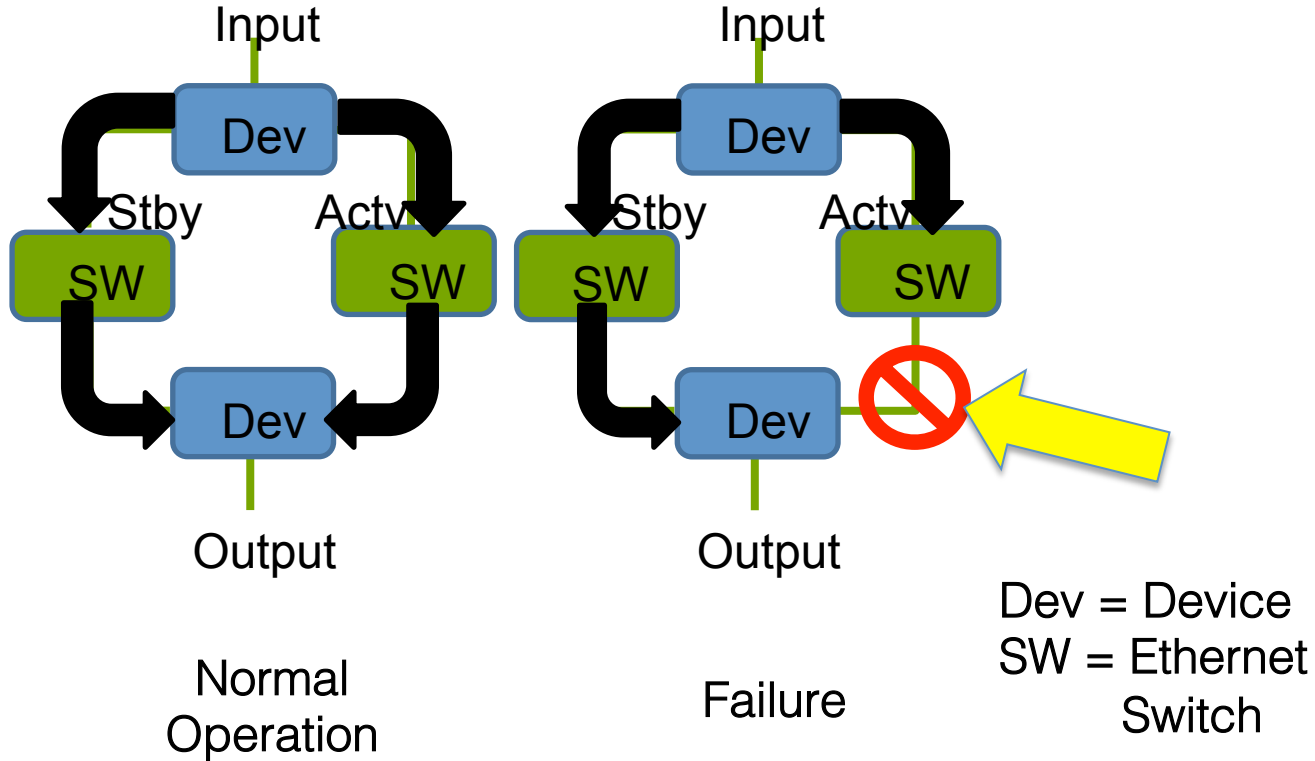 Input
Dev
Stby
Actv
SW
SW
Dev
Output
Normal
Operation
Input
Dev
Stby
Actv
SW
SW
Dev
Output
Failure
Dev = Device
SW = Ethernet
Switch